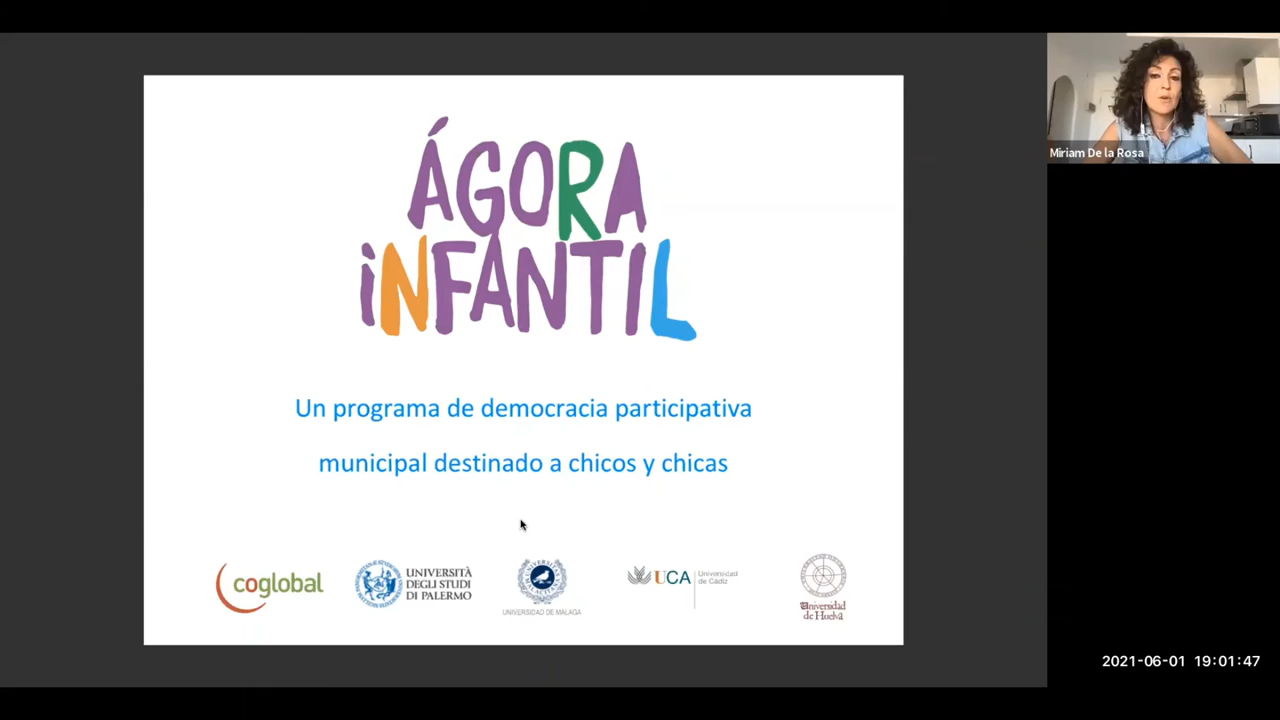 ÁGORA
iNFANTIL
Un programa de democracia participativa
municipal destinado a chicos y chicas
coglobal
UNIVERSITÀ
DEGLI STUDI
DI PALERMO
UNIVERSIDAD DE MÁLAGA
UCA
Universidad
de Cádiz
Universidad
de Huelva
Miriam De la Rosa
2021-06-01 19:01:47